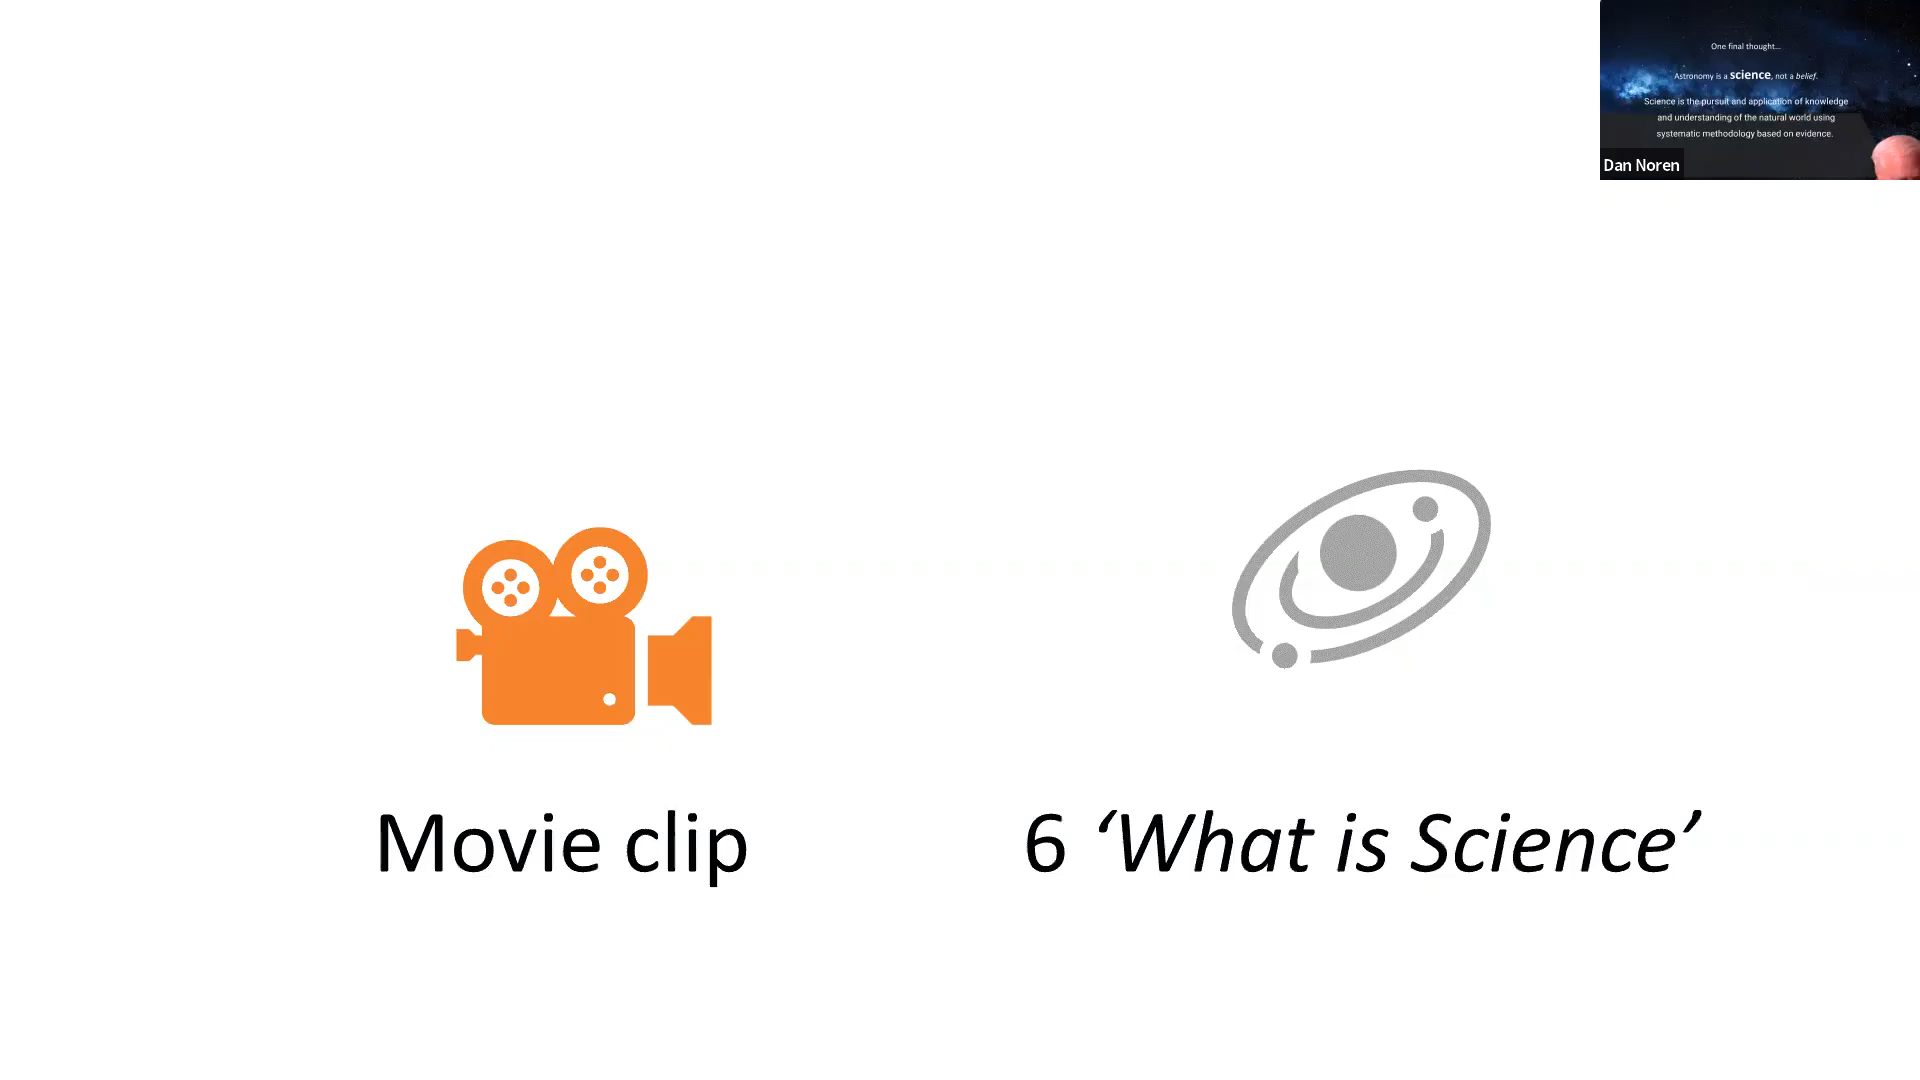 One final thought...
Astronomy is a science, not a belief.
Science is the pursuit and application of knowledge
and understanding of the natural world using
systematic methodology based on evidence.
Dan Noren
Movie clip
6 ‘What is Science’